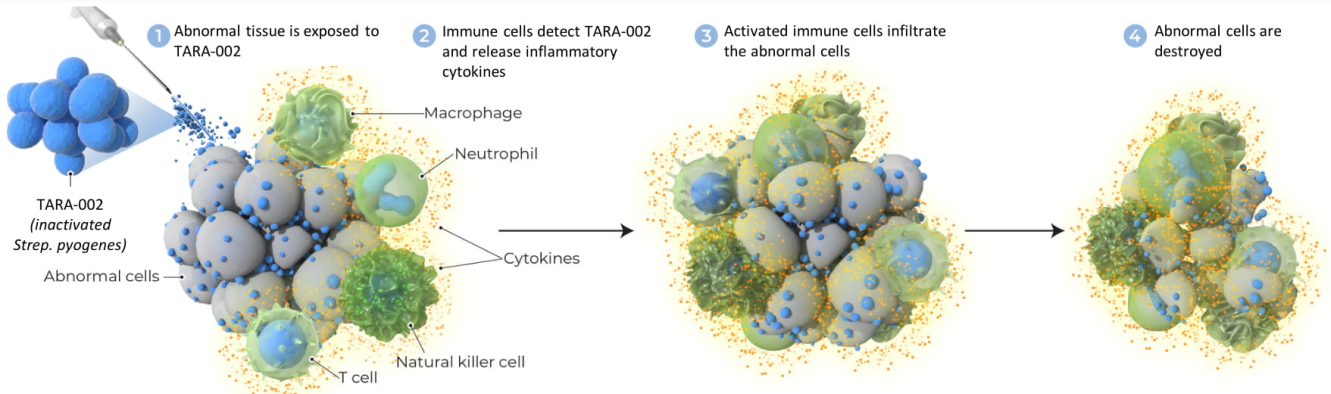 1 Abnormal tissue is exposed to
TARA-002
2 Immune cells detect TARA-002
and release inflammatory
cytokines
3 Activated immune cells infiltrate
the abnormal cells
4 Abnormal cells are
destroyed
Macrophage
Neutrophil
TARA-002
(inactivated
Strep. pyogenes)
Cytokines
Abnormal cells
Natural killer cell
T cell